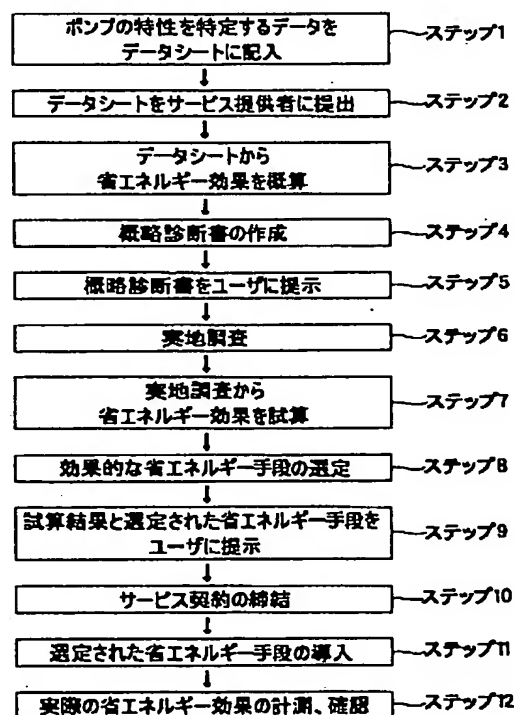 ポンプの特性を特定するデータを
データシートに記入
ステップ1
データシートをサービス提供者に提出
ステップ2
データシートから
省エネルギー効果を概算
ステップ3
概略診断書の作成
ステップ4
概略診断書をユーザに提示
ステップ5
実地調査
ステップ6
実地調査から
省エネルギー効果を試算
ステップ7
効果的な省エネルギー手段の選定
ステップ8
試算結果と選定された省エネルギー手段を
ユーザに提示
ステップ9
サービス契約の締結
ステップ10
選定された省エネルギー手段の導入
ステップ11
実際の省エネルギー効果の計測、確認
ステップ12